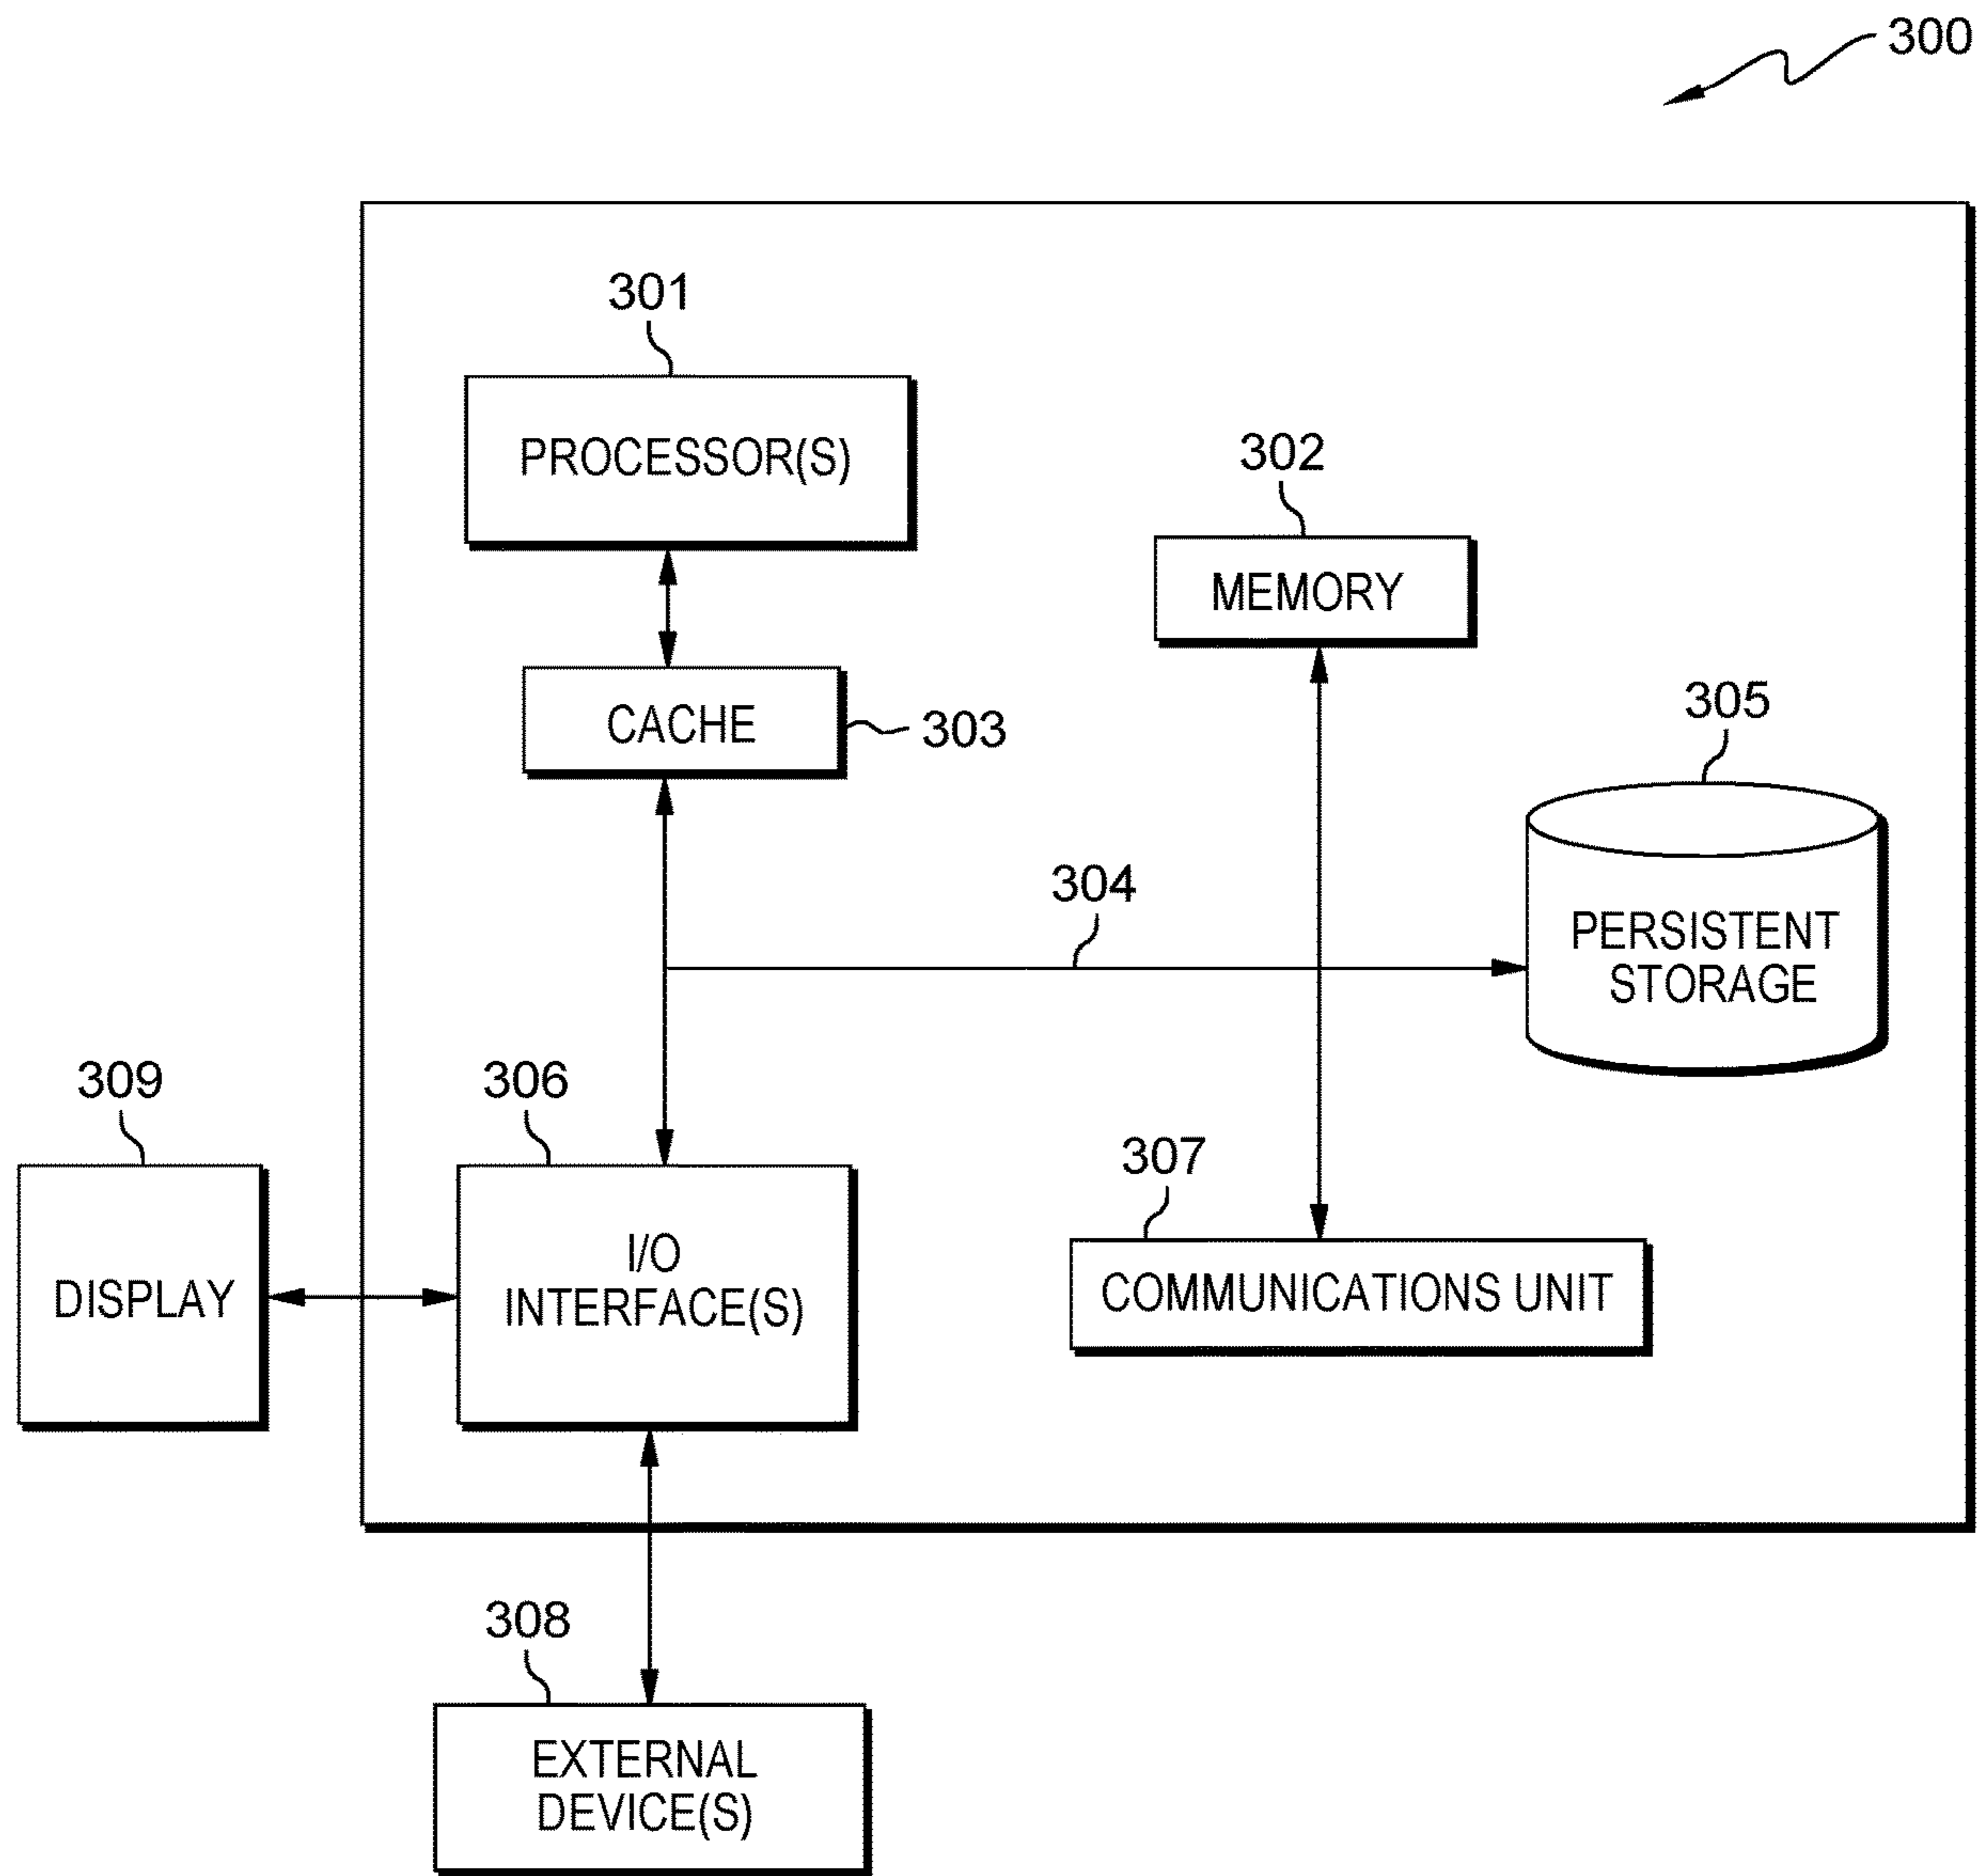 300
301
PROCESSOR(S)
302
MEMORY
CACHE
303
305
304
PERSISTENT
STORAGE
309
306
307
I/O
INTERFACE(S)
DISPLAY
COMMUNICATIONS UNIT
308
EXTERNAL
DEVICE(S)